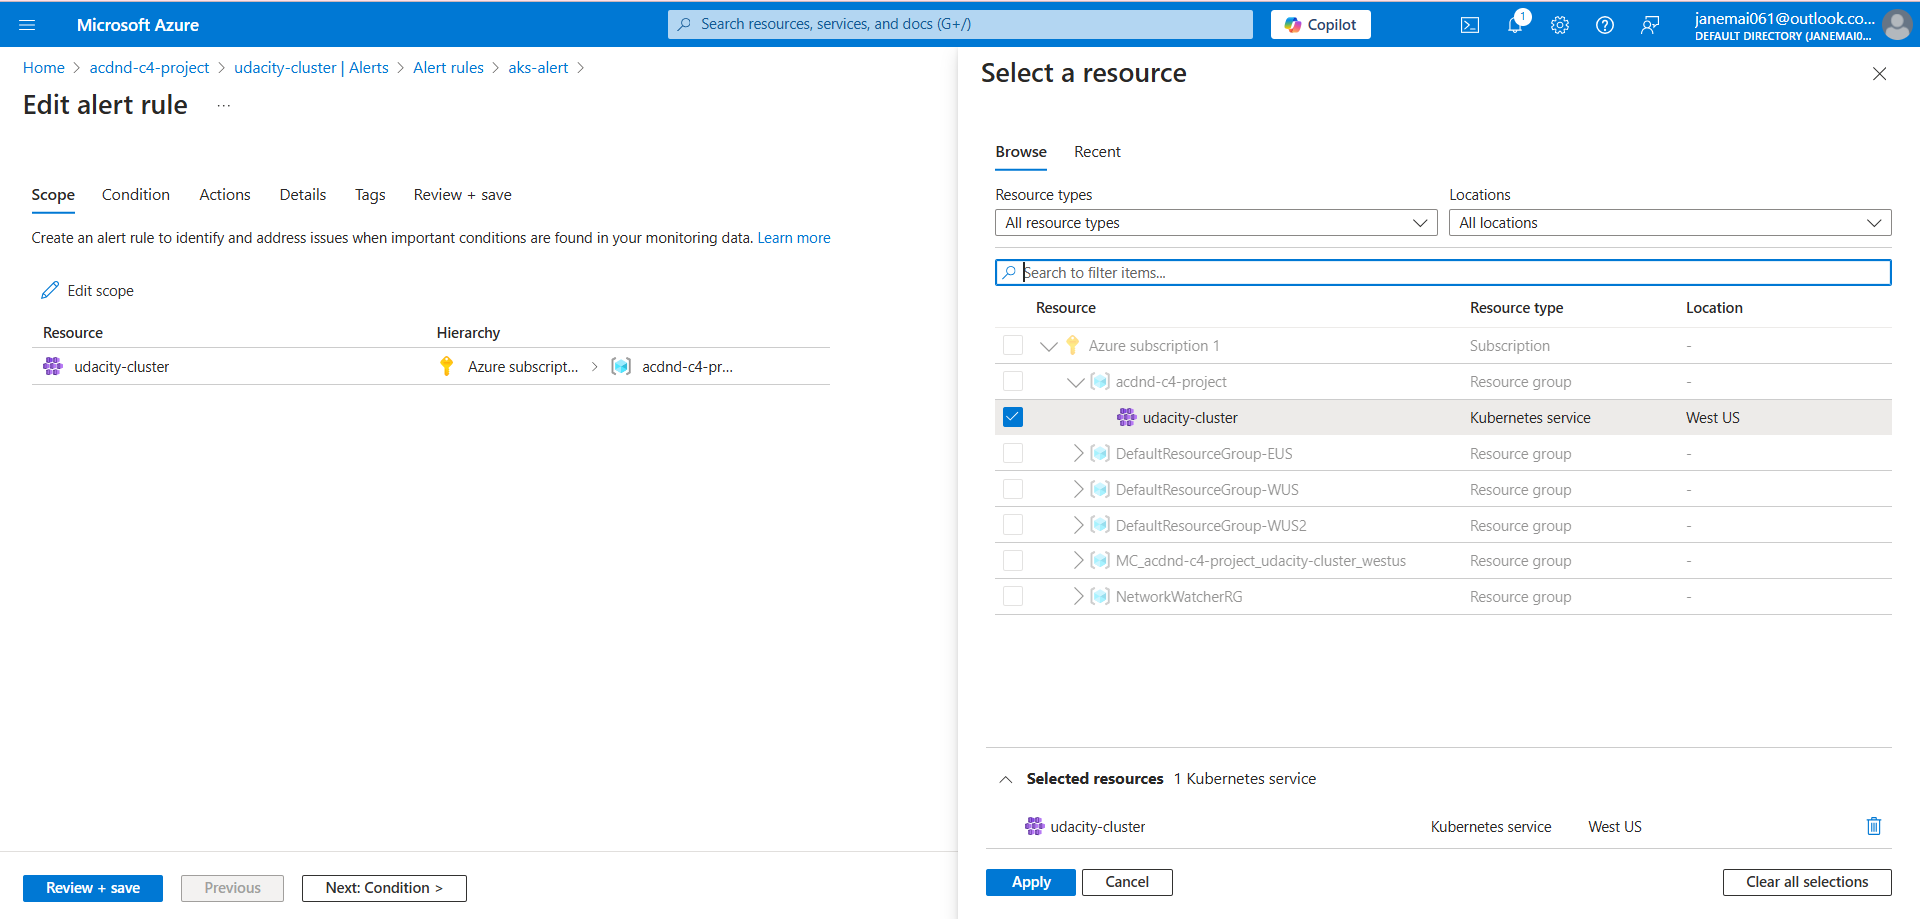 Microsoft Azure
Search resources, services, and docs (G+/)
Copilot
1
janemai061@outlook.co...
DEFAULT DIRECTORY (JANEMAI0...
Home > acdnd-c4-project > udacity-cluster | Alerts > Alert rules > aks-alert >
Edit alert rule ...
Scope Condition Actions Details Tags Review + save
Create an alert rule to identify and address issues when important conditions are found in your monitoring data. Learn more
Edit scope
Resource Hierarchy
udacity-cluster Azure subscript... > acdnd-c4-pr...
Review + save Previous Next: Condition >
Select a resource
Browse Recent
Resource types Locations
All resource types All locations
Search to filter items...
Resource Resource type Location
Azure subscription 1 Subscription -
acdnd-c4-project Resource group -
udacity-cluster Kubernetes service West US
DefaultResourceGroup-EUS Resource group -
DefaultResourceGroup-WUS Resource group -
DefaultResourceGroup-WUS2 Resource group -
MC_acdnd-c4-project_udacity-cluster_westus Resource group -
NetworkWatcherRG Resource group -
Selected resources 1 Kubernetes service
udacity-cluster Kubernetes service West US
Apply Cancel Clear all selections